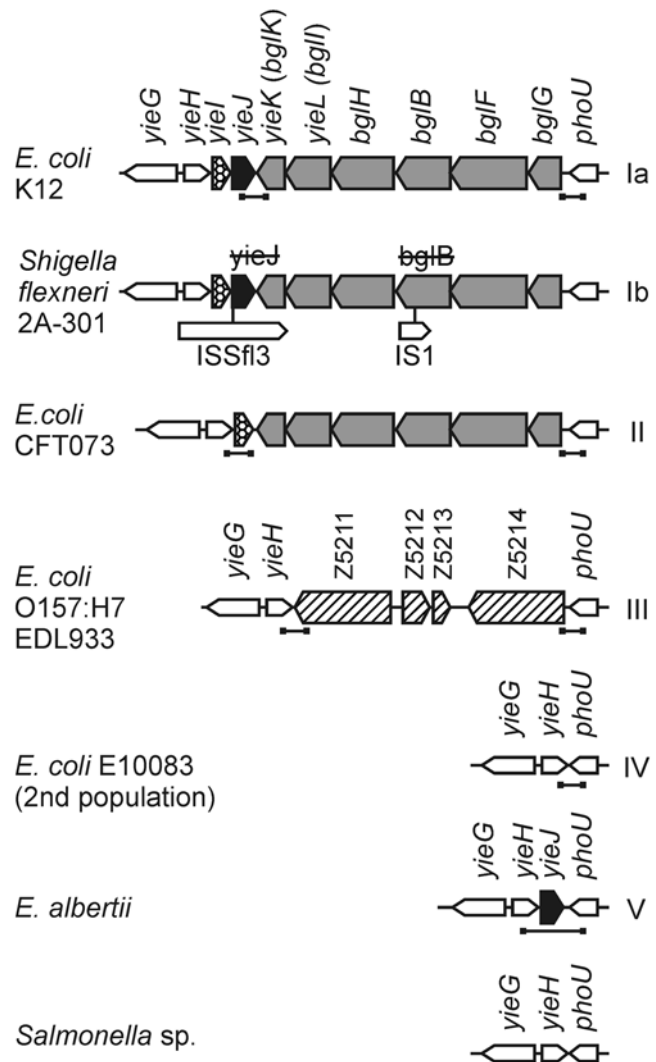 yieG yieH yieI yieJ yieK (bglK) yieL (bglI) bglH bglB bglF bglG phoU
E. coli
K12
Ia
yieJ bglB
Shigella
flexneri
2A-301
Ib
ISSfl3 IS1
E.coli
CFT073
II
yieG yieH Z5211 Z5212 Z5213 Z5214 phoU
E. coli
O157:H7
EDL933
III
yieG yieH phoU
E. coli E10083
(2nd population)
IV
yieG yieH yieJ phoU
E. albertii
V
yieG yieH phoU
Salmonella sp.